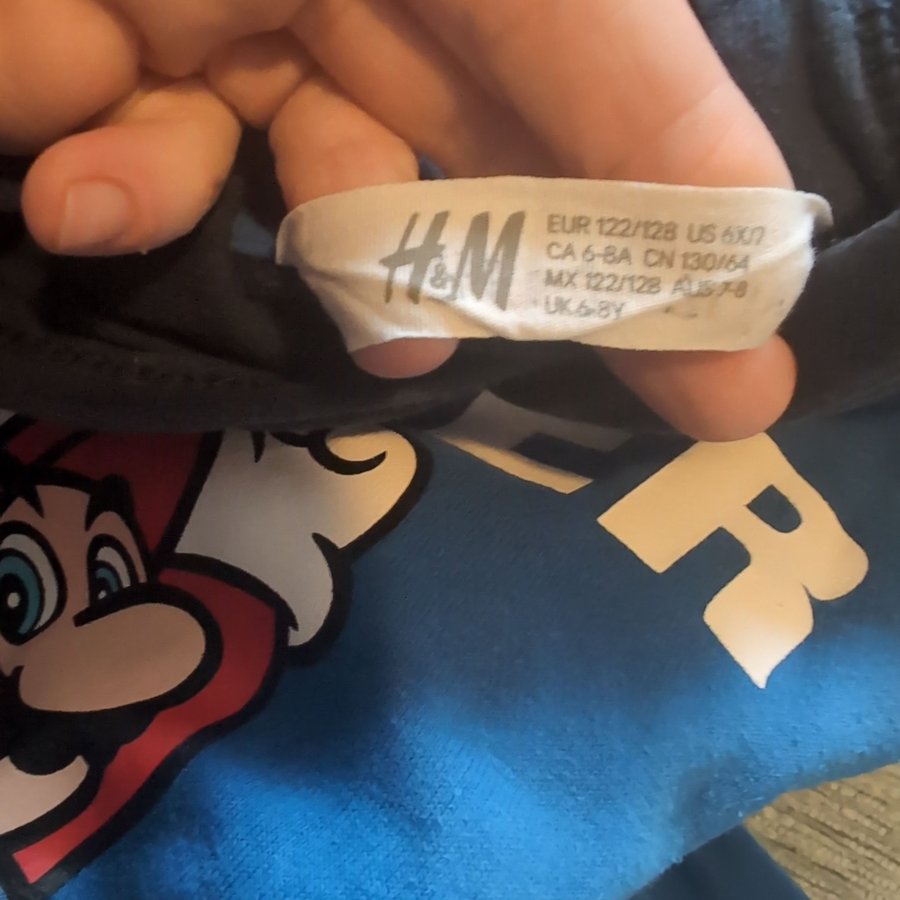 H&M
EUR 122/128 US 6X/7
CA 6-8A CN 130/64
MX 122/128 AUS 7-8
UK 6-8Y
R